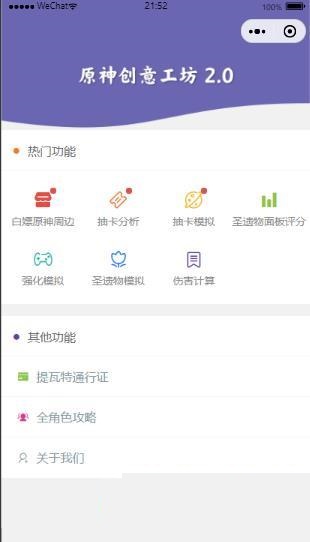 WeChat 21:52 100%
原神创意工坊 2.0
热门功能
白嫖原神周边 抽卡分析 抽卡模拟 圣遗物面板评分
强化模拟 圣遗物模拟 伤害计算
其他功能
提瓦特通行证
全角色攻略
关于我们